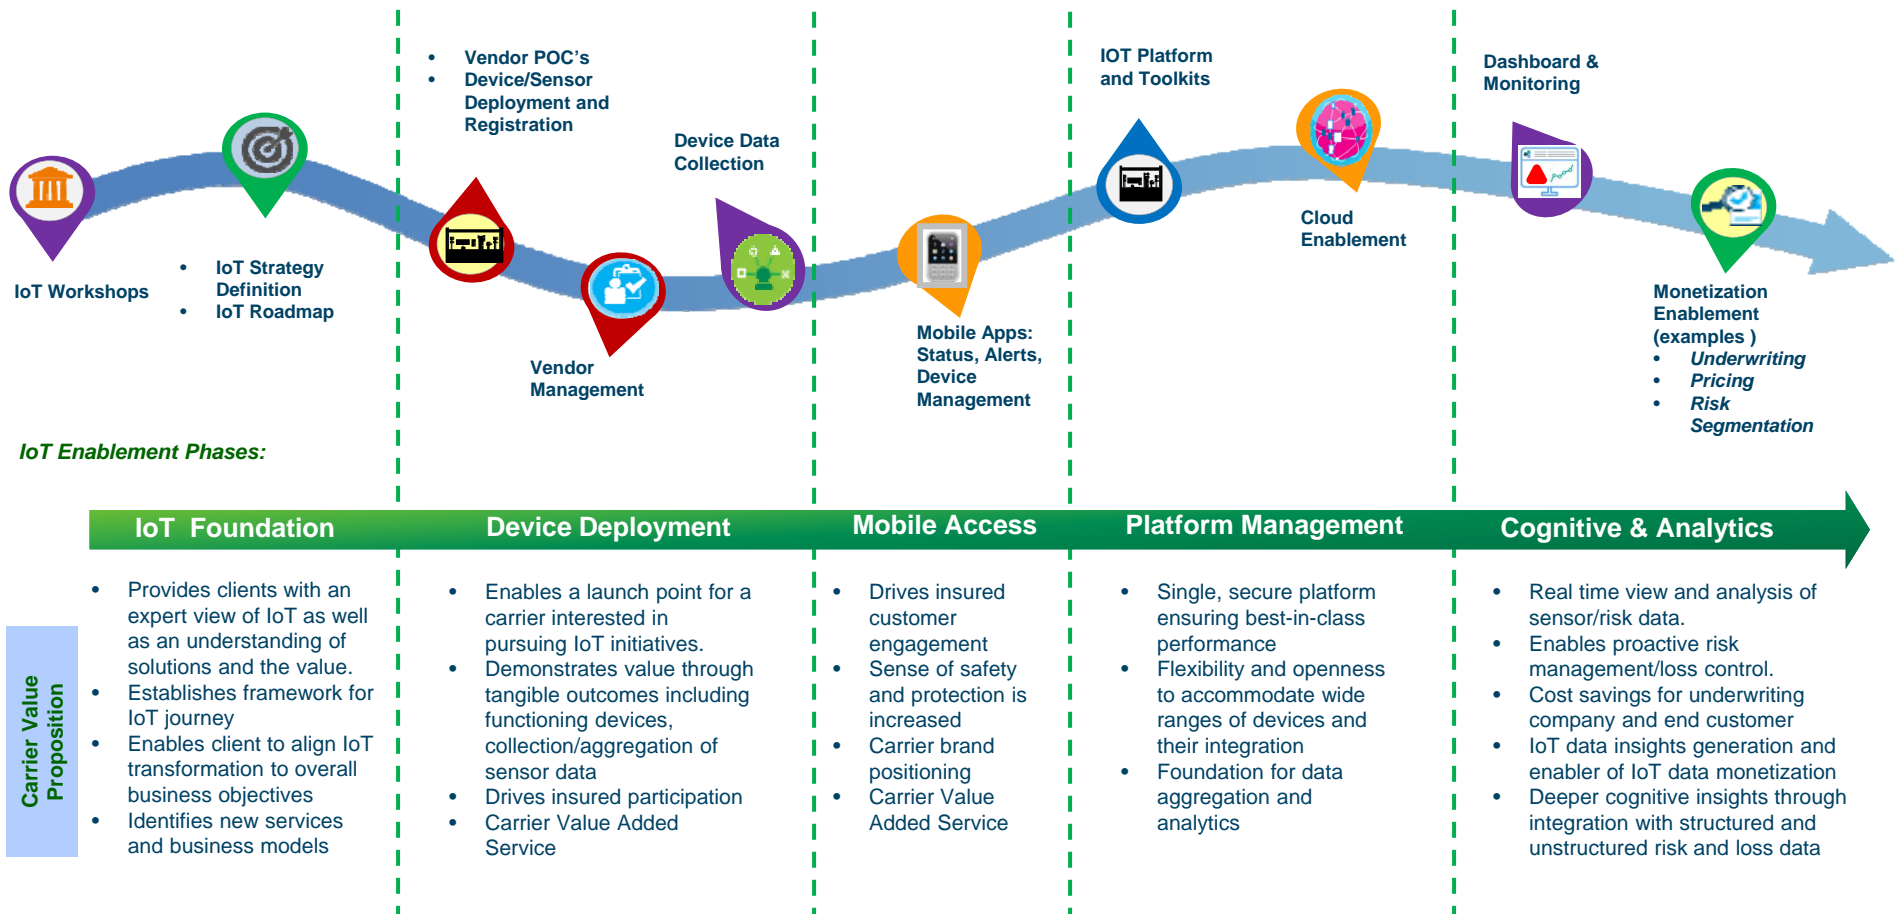 IoT Workshops
• IoT Strategy
Definition
• IoT Roadmap
• Vendor POC's
• Device/Sensor
Deployment and
Registration
Vendor
Management
Device Data
Collection
Mobile Apps:
Status, Alerts,
Device
Management
IOT Platform
and Toolkits
Cloud
Enablement
Dashboard &
Monitoring
Monetization
Enablement
(examples )
• Underwriting
• Pricing
• Risk
Segmentation
IoT Enablement Phases:
IoT Foundation
Device Deployment
Mobile Access
Platform Management
Cognitive & Analytics
Carrier Value
Proposition
• Provides clients with an
expert view of IoT as well
as an understanding of
solutions and the value.
• Establishes framework for
IoT journey
• Enables client to align IoT
transformation to overall
business objectives
• Identifies new services
and business models
• Enables a launch point for a
carrier interested in
pursuing IoT initiatives.
• Demonstrates value through
tangible outcomes including
functioning devices,
collection/aggregation of
sensor data
• Drives insured participation
• Carrier Value Added
Service
• Drives insured
customer
engagement
• Sense of safety
and protection is
increased
• Carrier brand
positioning
• Carrier Value
Added Service
• Single, secure platform
ensuring best-in-class
performance
• Flexibility and openness
to accommodate wide
ranges of devices and
their integration
• Foundation for data
aggregation and
analytics
• Real time view and analysis of
sensor/risk data.
• Enables proactive risk
management/loss control.
• Cost savings for underwriting
company and end customer
• IoT data insights generation and
enabler of IoT data monetization
• Deeper cognitive insights through
integration with structured and
unstructured risk and loss data